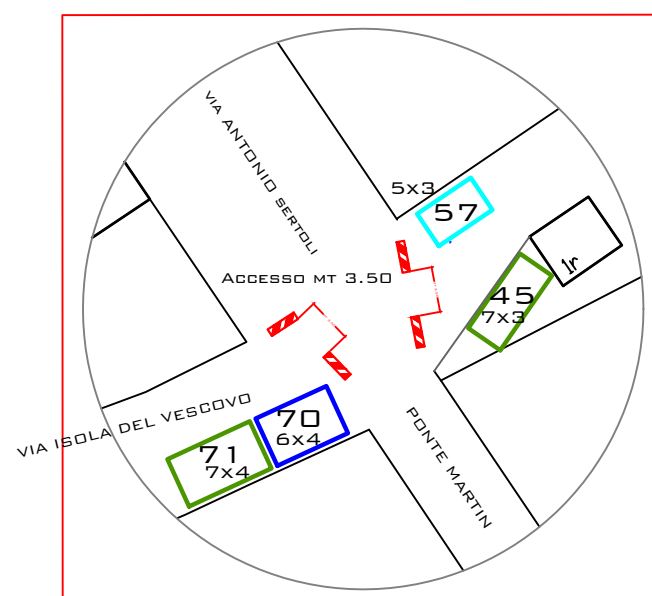 VIA ANTONIO SERTOLI
5x3
57
1r
ACCESSO MT 3.50
45
7x3
VIA ISOLA DEL VESCOVO
70
6x4
71
7x4
PONTE MARTIN